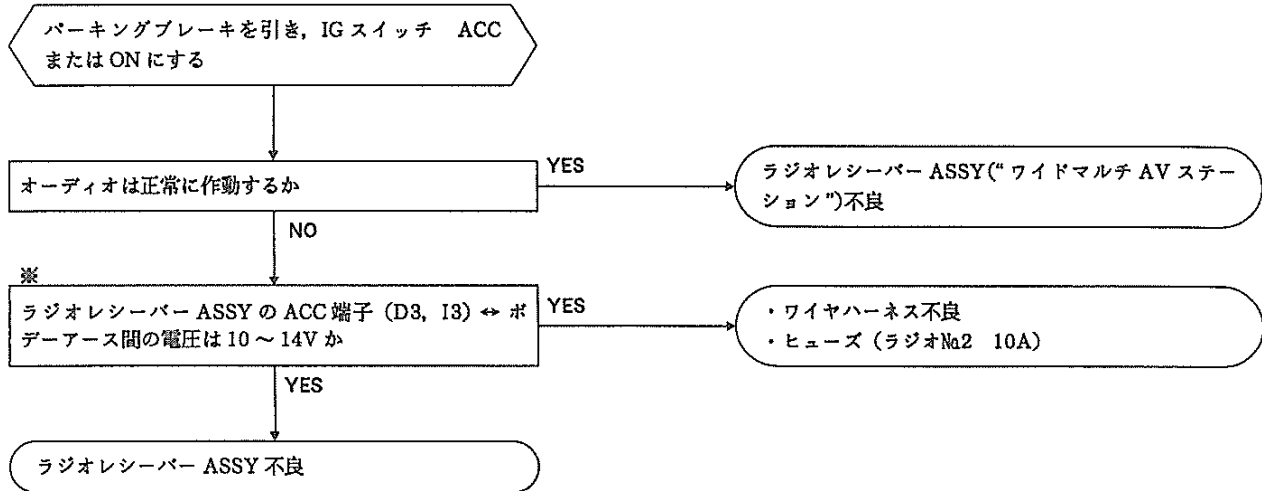 パーキングブレーキを引き，IG スイッチ　ACC
または ON にする
オーディオは正常に作動するか
YES
ラジオレシーバー ASSY(“ ワイドマルチ AV ステー
ション ”)不良
NO
※
ラジオレシーバー ASSY の ACC 端子（D3，I3）↔ ボ
デーアース間の電圧は 10 ～ 14V か
YES
・ワイヤハーネス不良
・ヒューズ（ラジオ№2　10A）
YES
ラジオレシーバー ASSY 不良